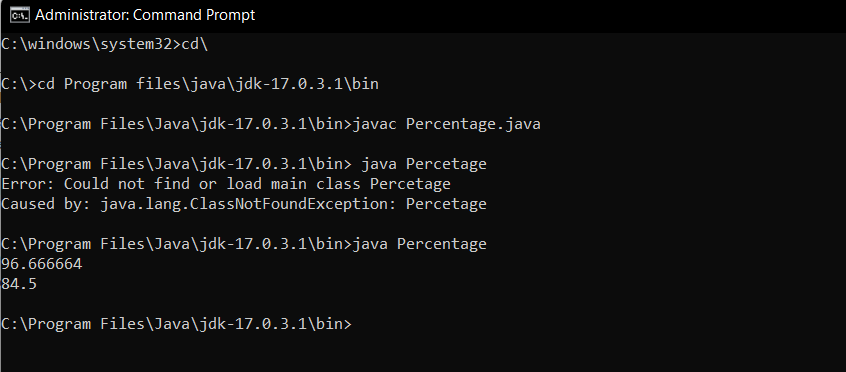 Administrator: Command Prompt
C:\windows\system32>cd\
C:\>cd Program files\java\jdk-17.0.3.1\bin
C:\Program Files\Java\jdk-17.0.3.1\bin>javac Percentage.java
C:\Program Files\Java\jdk-17.0.3.1\bin> java Percetage
Error: Could not find or load main class Percetage
Caused by: java.lang.ClassNotFoundException: Percetage
C:\Program Files\Java\jdk-17.0.3.1\bin>java Percentage
96.666664
84.5
C:\Program Files\Java\jdk-17.0.3.1\bin>